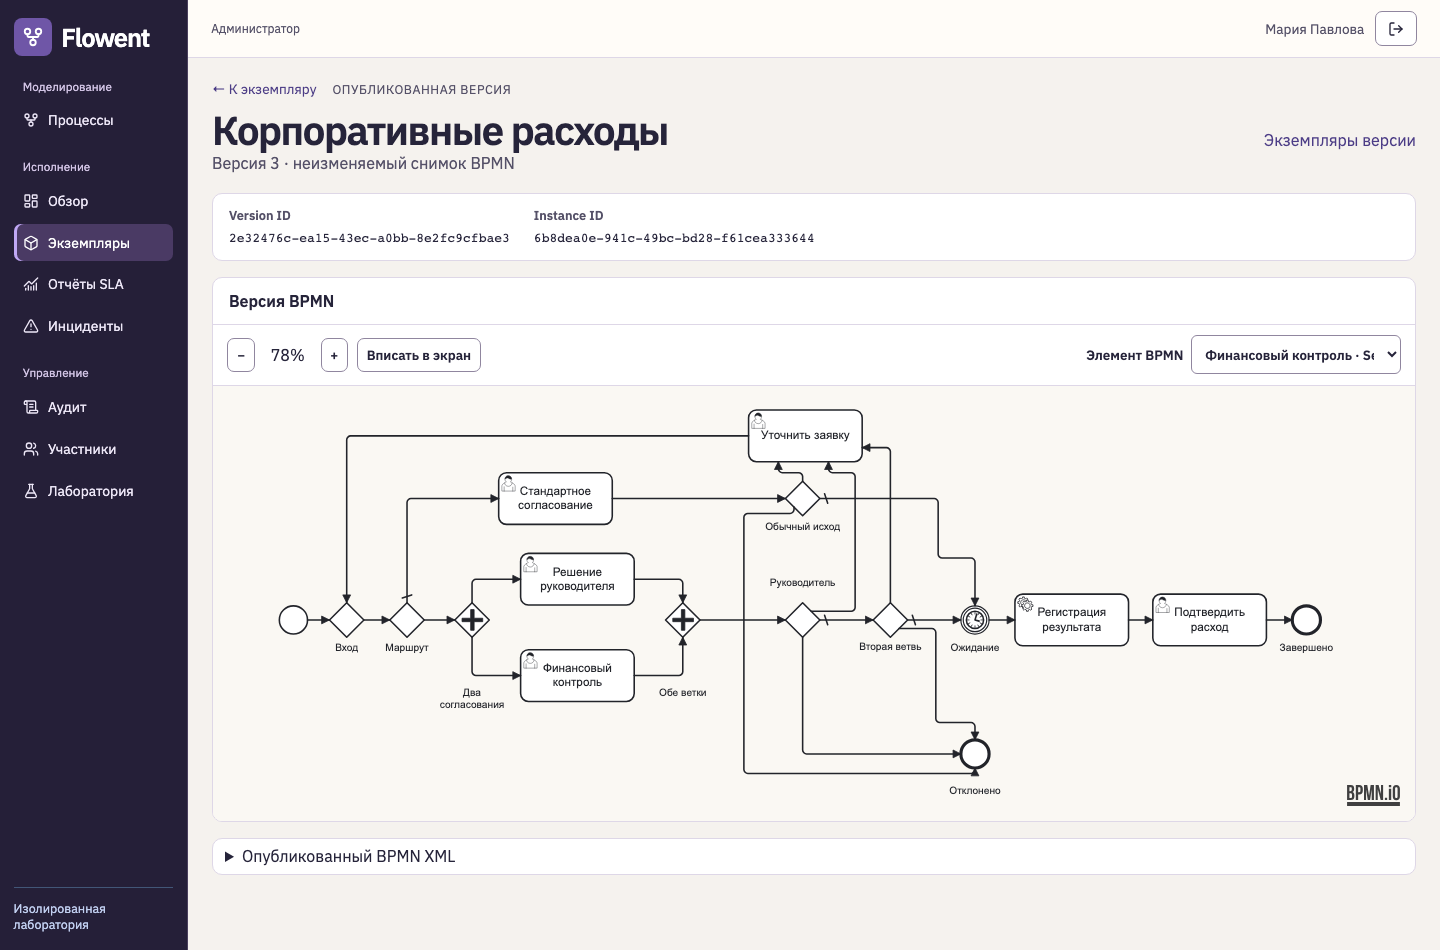 Flowent
Моделирование
Процессы
Исполнение
Обзор
Экземпляры
Отчёты SLA
Инциденты
Управление
Аудит
Участники
Лаборатория
Изолированная
лаборатория
Администратор
Мария Павлова
← К экземпляру ОПУБЛИКОВАННАЯ ВЕРСИЯ
Корпоративные расходы
Версия 3 · неизменяемый снимок BPMN
Экземпляры версии
Version ID
2e32476c-ea15-43ec-a0bb-8e2fc9cfbae3
Instance ID
6b8dea0e-941c-49bc-bd28-f61cea333644
Версия BPMN
− 78% + Вписать в экран
Элемент BPMN Финансовый контроль · Se
Уточнить заявку
Стандартное
согласование
Обычный исход
Решение
руководителя
Руководитель
Регистрация
результата
Подтвердить
расход
Вход
Маршрут
Вторая ветвь
Ожидание
Завершено
Финансовый
контроль
Два
согласования
Обе ветки
Отклонено
BPMN.iO
Опубликованный BPMN XML